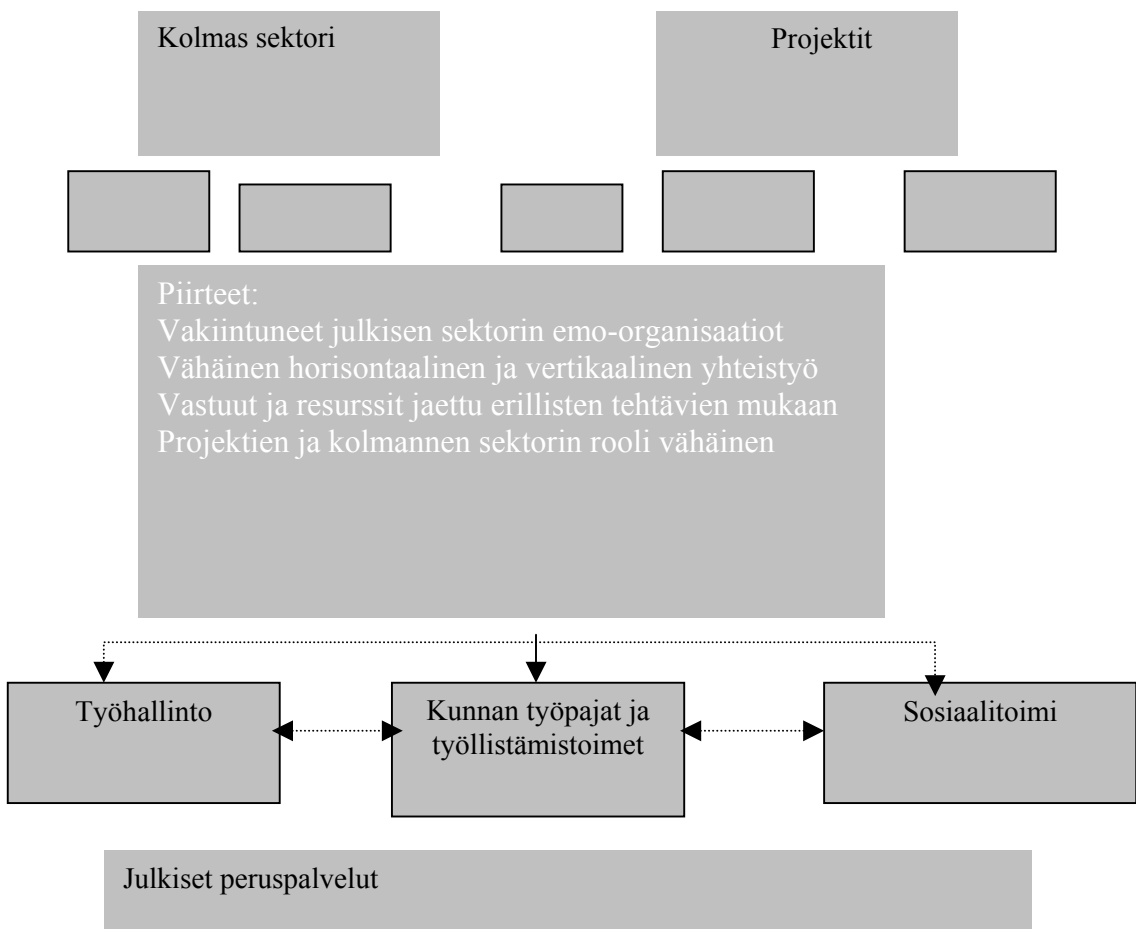 Kolmas sektori
Projektit
Piirteet:
Vakiintuneet julkisen sektorin emo-organisaatiot
Vähäinen horisontaalinen ja vertikaalinen yhteistyö
Vastuut ja resurssit jaettu erillisten tehtävien mukaan
Projektien ja kolmannen sektorin rooli vähäinen
Työhallinto
Kunnan työpajat ja
työllistämistoimet
Sosiaalitoimi
Julkiset peruspalvelut